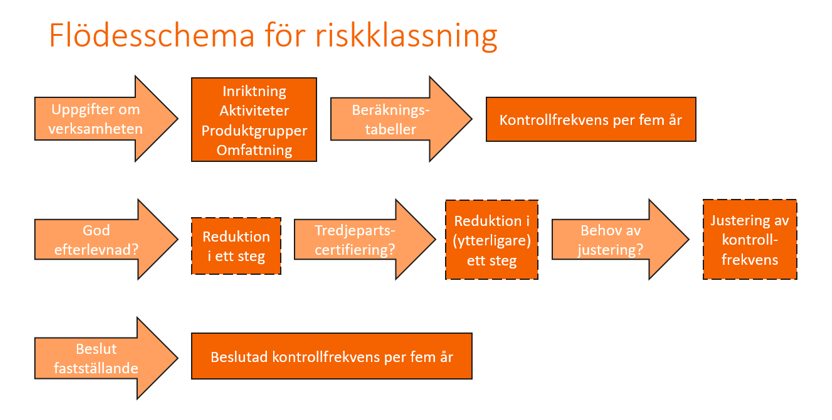 Flödesschema för riskklassning
Uppgifter om
verksamheten
Inriktning
Aktiviteter
Produktgrupper
Omfattning
Beräknings-
tabeller
Kontrollfrekvens per fem år
God
efterlevnad?
Reduktion
i ett steg
Tredjeparts-
certifiering?
Reduktion i
(ytterligare)
ett steg
Behov av
justering?
Justering av
kontroll-
frekvens
Beslut
fastställande
Beslutad kontrollfrekvens per fem år